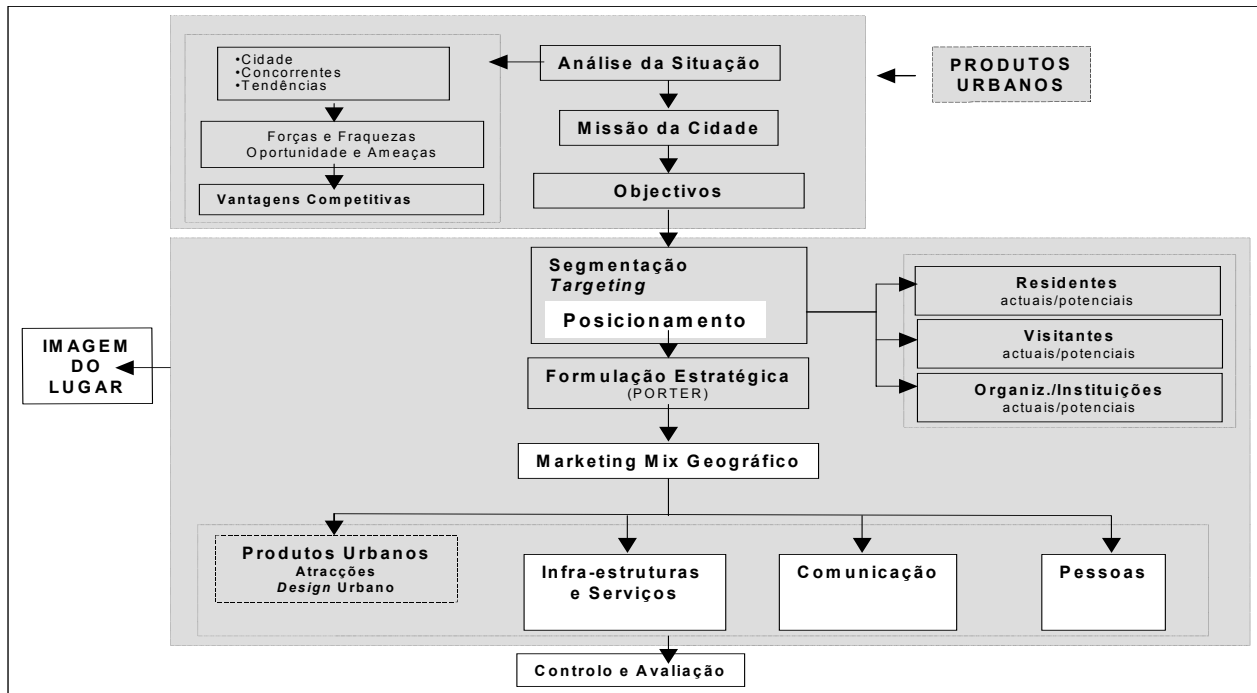 •Cidade
•Concorrentes
•Tendências
Forças e Fraquezas
Oportunidade e Ameaças
Vantagens Competitivas
Análise da Situação
Missão da Cidade
Objectivos
PRODUTOS
URBANOS
Segmentação
Targeting
Posicionamento
Formulação Estratégica
(PORTER)
Residentes
actuais/potenciais
Visitantes
actuais/potenciais
Organiz./Instituições
actuais/potenciais
IMAGEM
DO
LUGAR
Marketing Mix Geográfico
Produtos Urbanos
Atracções
Design Urbano
Infra-estruturas
e Serviços
Comunicação
Pessoas
Controlo e Avaliação